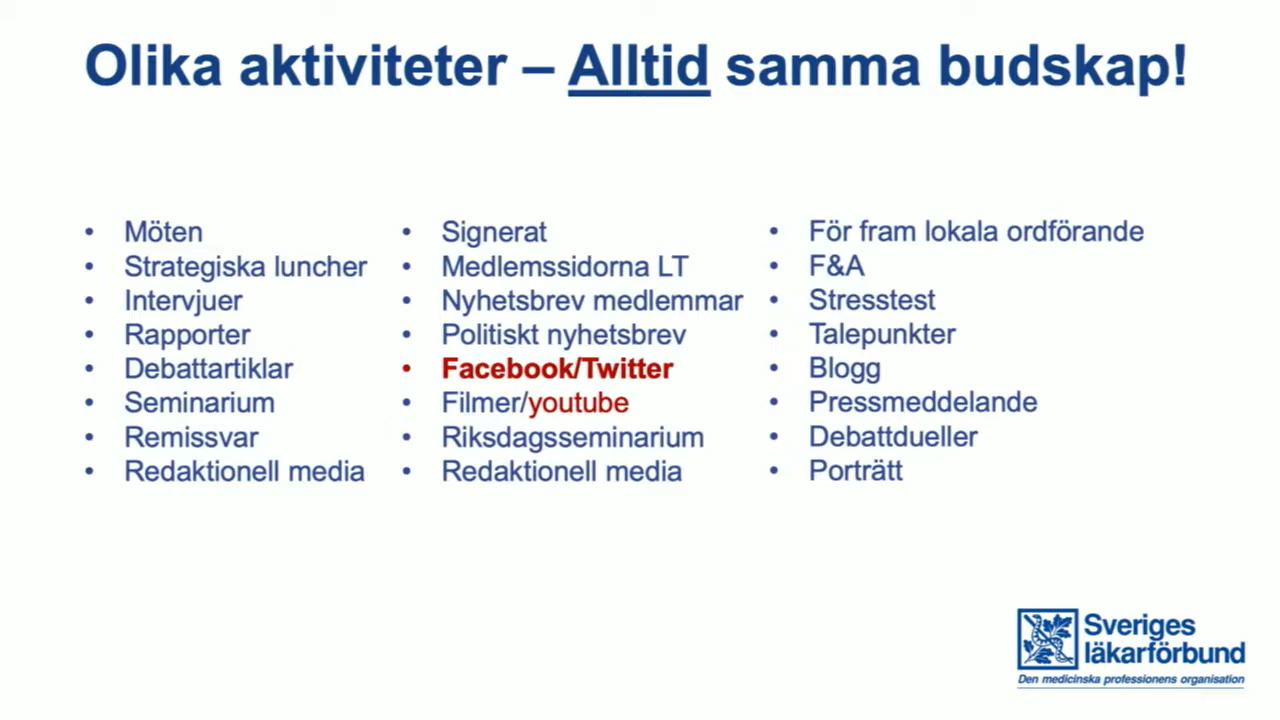 Olika aktiviteter – Alltid samma budskap!
• Möten
• Strategiska luncher
• Intervjuer
• Rapporter
• Debattartiklar
• Seminarium
• Remissvar
• Redaktionell media
• Signerat
• Medlemssidorna LT
• Nyhetsbrev medlemmar
• Politiskt nyhetsbrev
• Facebook/Twitter
• Filmer/youtube
• Riksdagsseminarium
• Redaktionell media
• För fram lokala ordförande
• F&A
• Stresstest
• Talepunkter
• Blogg
• Pressmeddelande
• Debattdueller
• Porträtt
Sveriges
läkarförbund
Den medicinska professionens organisation